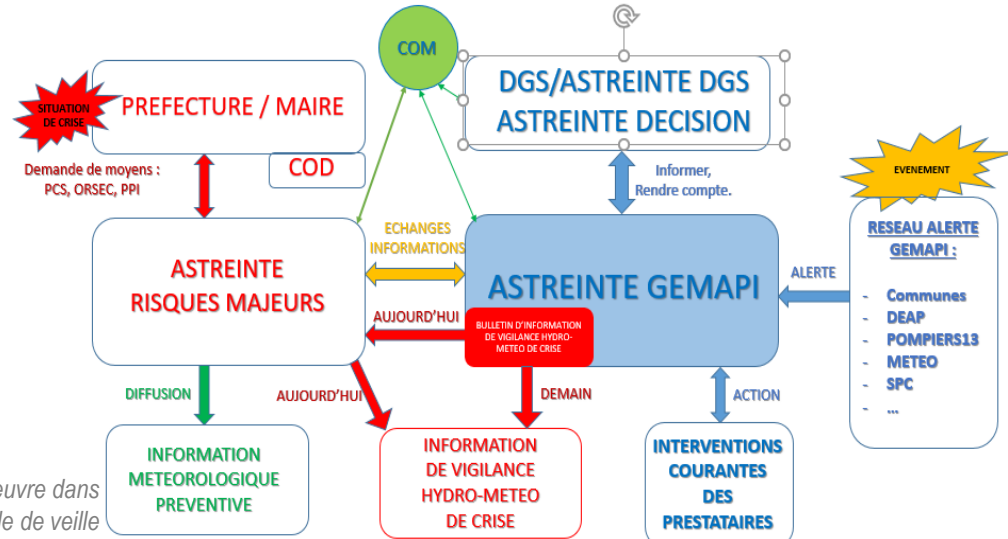 COM
DGS/ASTREINTE DGS
ASTREINTE DECISION
SITUATION
DE CRISE
PREFECTURE / MAIRE
COD
Demande de moyens :
PCS, ORSEC, PPI
Informer,
Rendre compte.
EVENEMENT
RESEAU ALERTE
GEMAPI :
- Communes
- DEAP
- POMPIERS13
- METEO
- SPC
- ...
ECHANGES
INFORMATIONS
ASTREINTE
RISQUES MAJEURS
ASTREINTE GEMAPI
ALERTE
AUJOURD'HUI
BULLETIN D'INFORMATION
DE VIGILANCE HYDRO-
METEO DE CRISE
DIFFUSION
AUJOURD'HUI
DEMAIN
ACTION
INFORMATION
METEOROLOGIQUE
PREVENTIVE
INFORMATION
DE VIGILANCE
HYDRO-METEO
DE CRISE
INTERVENTIONS
COURANTES
DES
PRESTATAIRES
dans
de veille